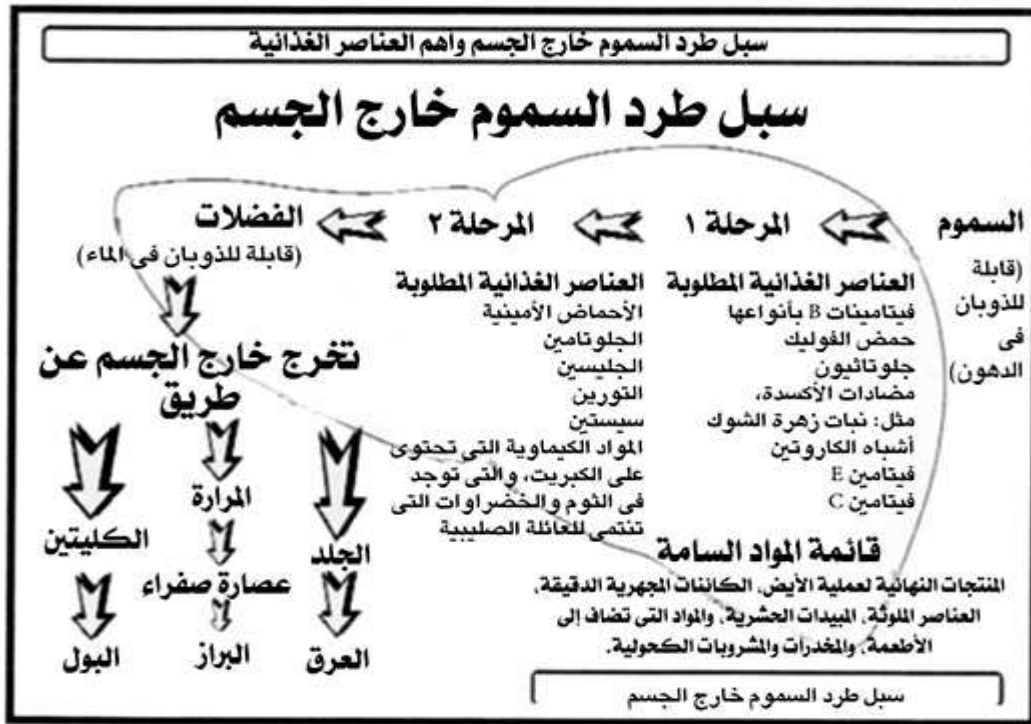 سبل طرد السموم خارج الجسم وأهم العناصر الغذائية
سبل طرد السموم خارج الجسم
السموم
(قابلة
للذوبان
فى
الدهون)
المرحلة ١
العناصر الغذائية المطلوبة
فيتامينات B بأنواعها
حمض الفوليك
جلوتاثيون
مضادات الأكسدة،
مثل: نبات زهرة الشوك
أشباه الكاروتين
فيتامين E
فيتامين C
المرحلة ٢
العناصر الغذائية المطلوبة
الأحماض الأمينية
الجلوتامين
الجليسين
التورين
سيستين
المواد الكيماوية التى تحتوى
على الكبريت، والتى توجد
فى الثوم والخضراوات التى
تنتمى للعائلة الصليبية
الفضلات
(قابلة للذوبان فى الماء)
تخرج خارج الجسم عن
طريق
الجلد
العرق
المرارة
عصارة صفراء
البراز
الكليتين
البول
قائمة المواد السامة
المنتجات النهائية لعملية الأيض، الكائنات المجهرية الدقيقة،
العناصر الملوثة، المبيدات الحشرية، والمواد التى تضاف إلى
الأطعمة، والمخدرات والمشروبات الكحولية.
سبل طرد السموم خارج الجسم